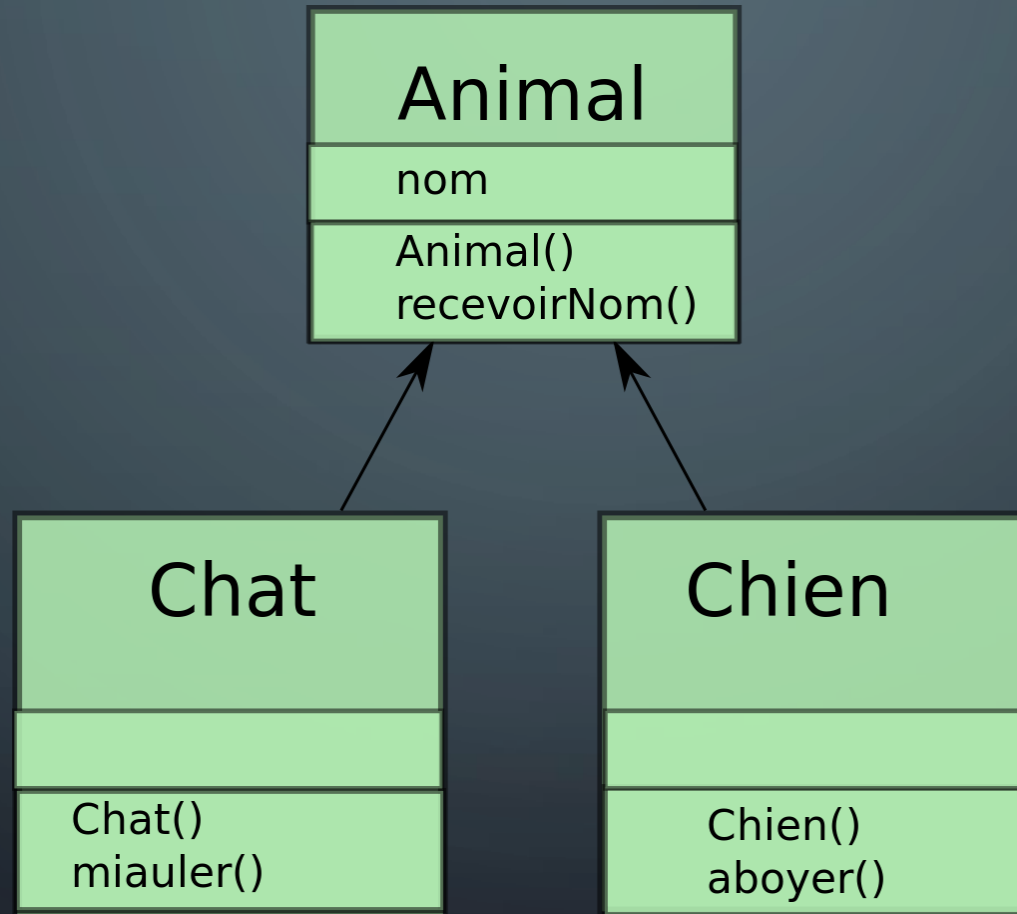 Animal
nom
Animal()
recevoirNom()
Chat
Chat()
miauler()
Chien
Chien()
aboyer()